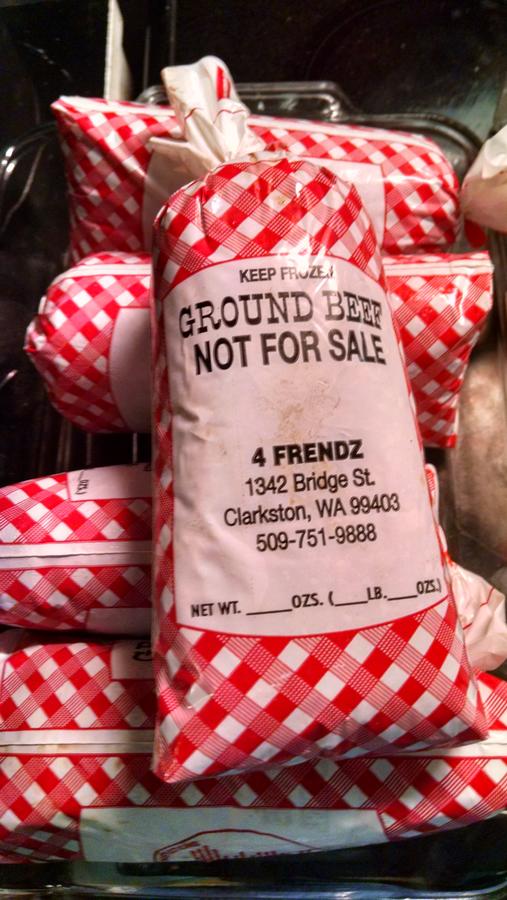 KEEP FROZEN
GROUND BEEF
NOT FOR SALE
4 FRENDZ
1342 Bridge St.
Clarkston, WA 99403
509-751-9888
NET WT. _____OZS. (____LB.____OZS.)